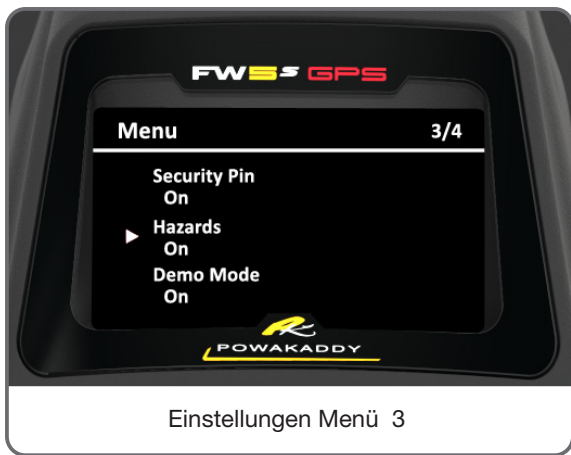 FW5s GPS
Menu 3/4
Security Pin
On
Hazards
On
Demo Mode
On
POWAKADDY
Einstellungen Menü 3